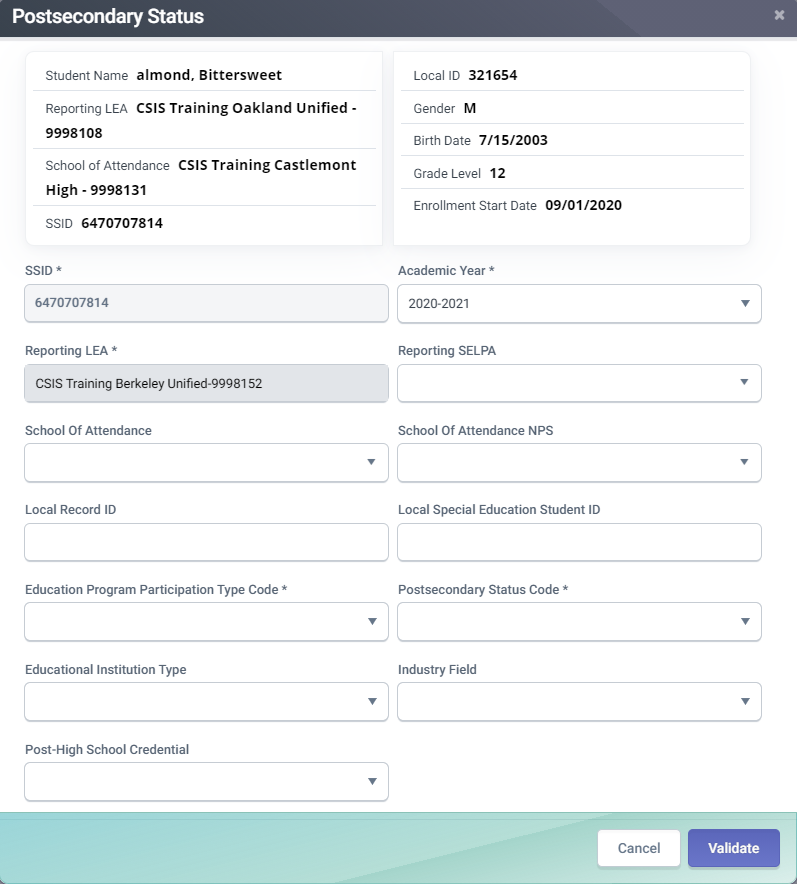 Postsecondary Status
×
Student Name almond, Bittersweet
Reporting LEA CSIS Training Oakland Unified -
9998108
School of Attendance CSIS Training Castlemont
High - 9998131
SSID 6470707814
Local ID 321654
Gender M
Birth Date 7/15/2003
Grade Level 12
Enrollment Start Date 09/01/2020
SSID *
6470707814
Academic Year *
2020-2021
Reporting LEA *
CSIS Training Berkeley Unified-9998152
Reporting SELPA
School Of Attendance
School Of Attendance NPS
Local Record ID
Local Special Education Student ID
Education Program Participation Type Code *
Postsecondary Status Code *
Educational Institution Type
Industry Field
Post-High School Credential
Cancel
Validate